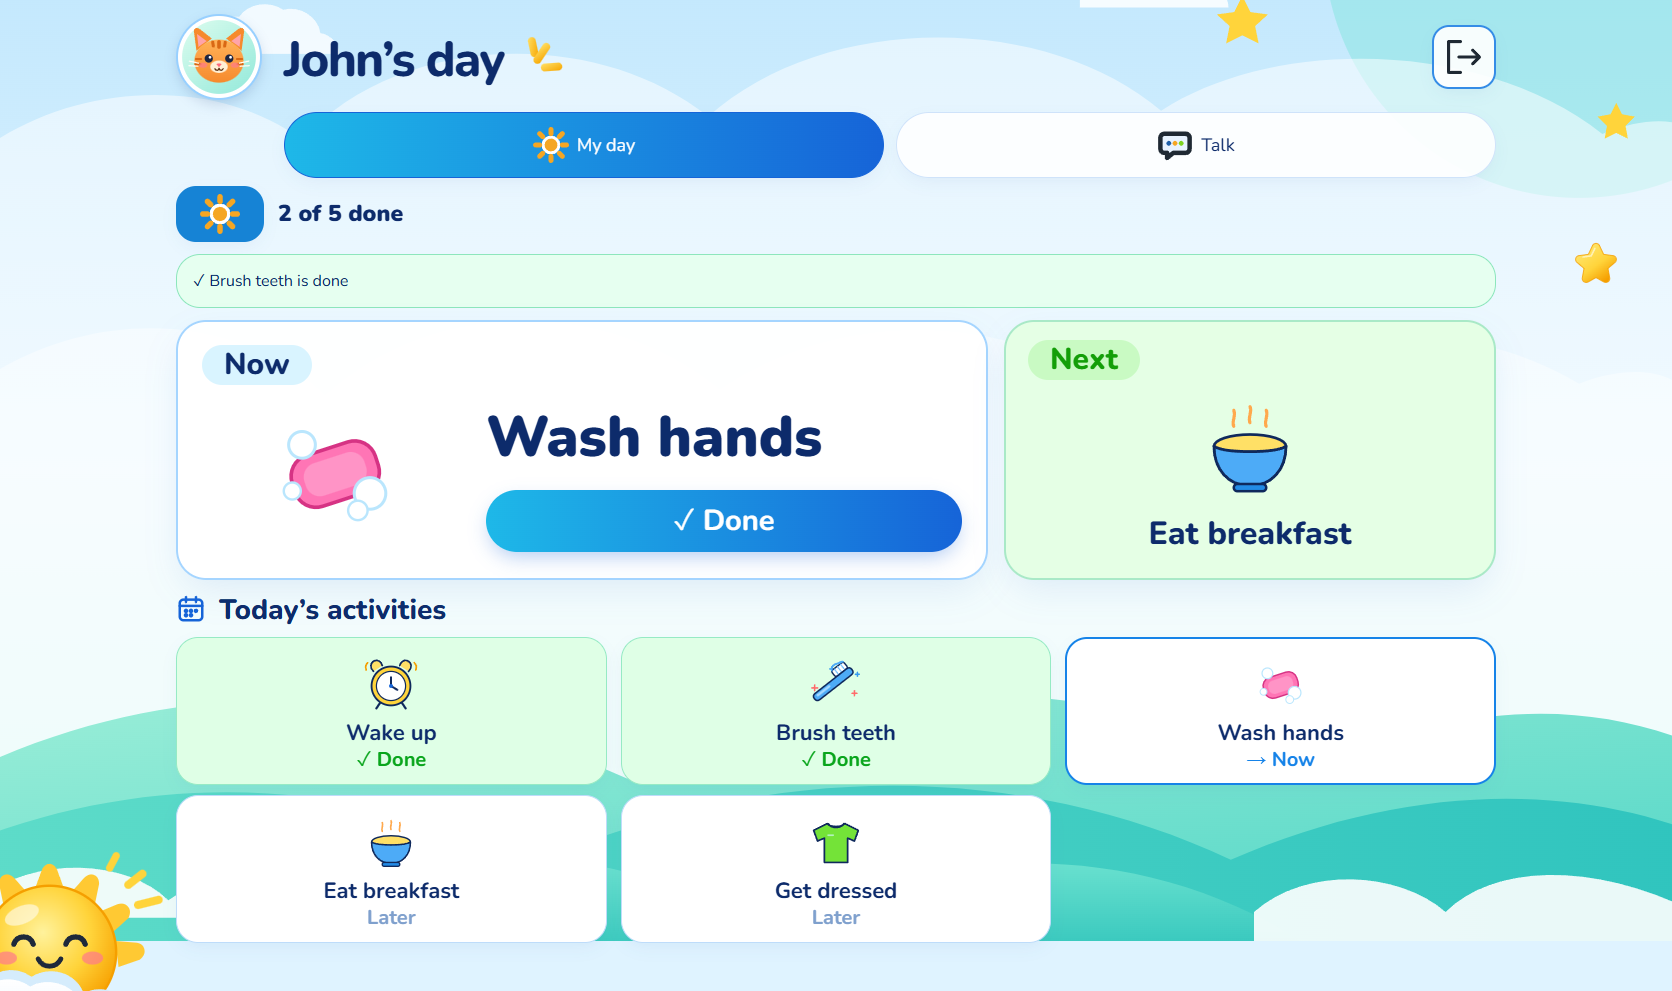 John’s day
My day
Talk
2 of 5 done
✓ Brush teeth is done
Now
Wash hands
✓ Done
Next
Eat breakfast
Today’s activities
Wake up
✓ Done
Brush teeth
✓ Done
Wash hands
→ Now
Eat breakfast
Later
Get dressed
Later